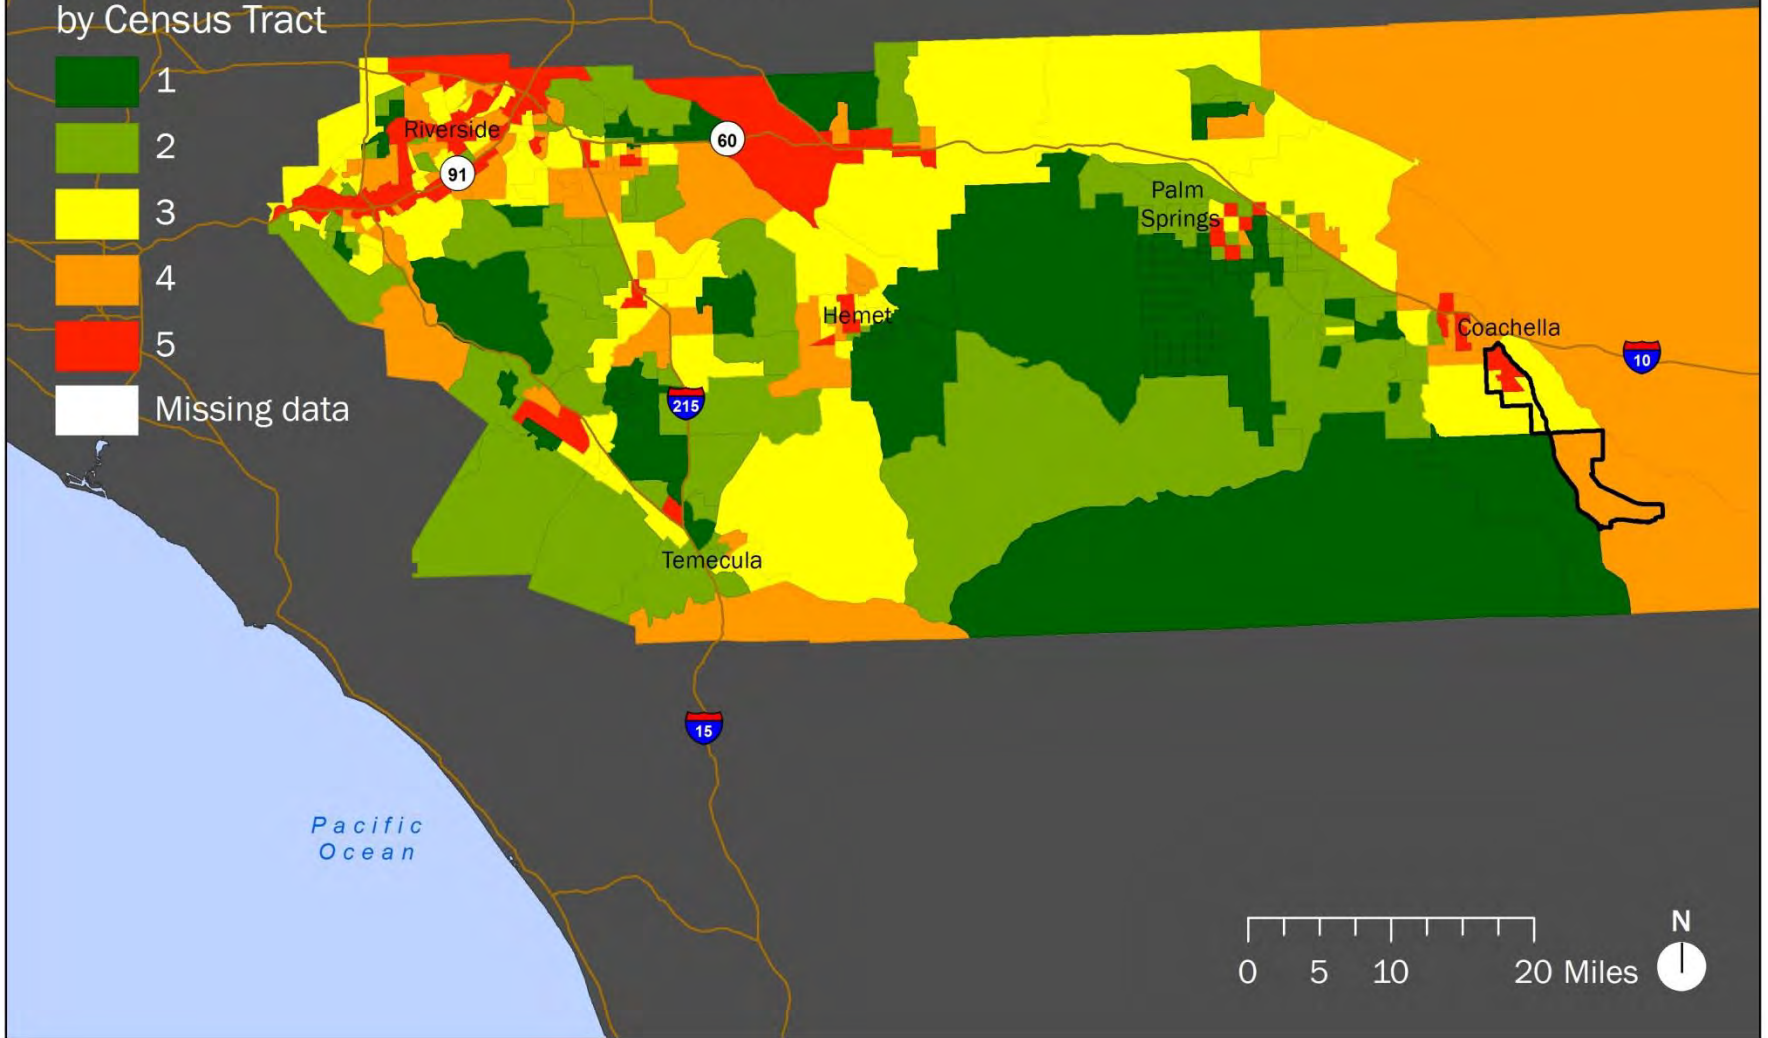 by Census Tract
1
2
3
4
5
Missing data
Riverside
60
91
Palm
Springs
Hemet
Coachella
10
215
Temecula
15
Pacific
Ocean
N
0 5 10 20 Miles